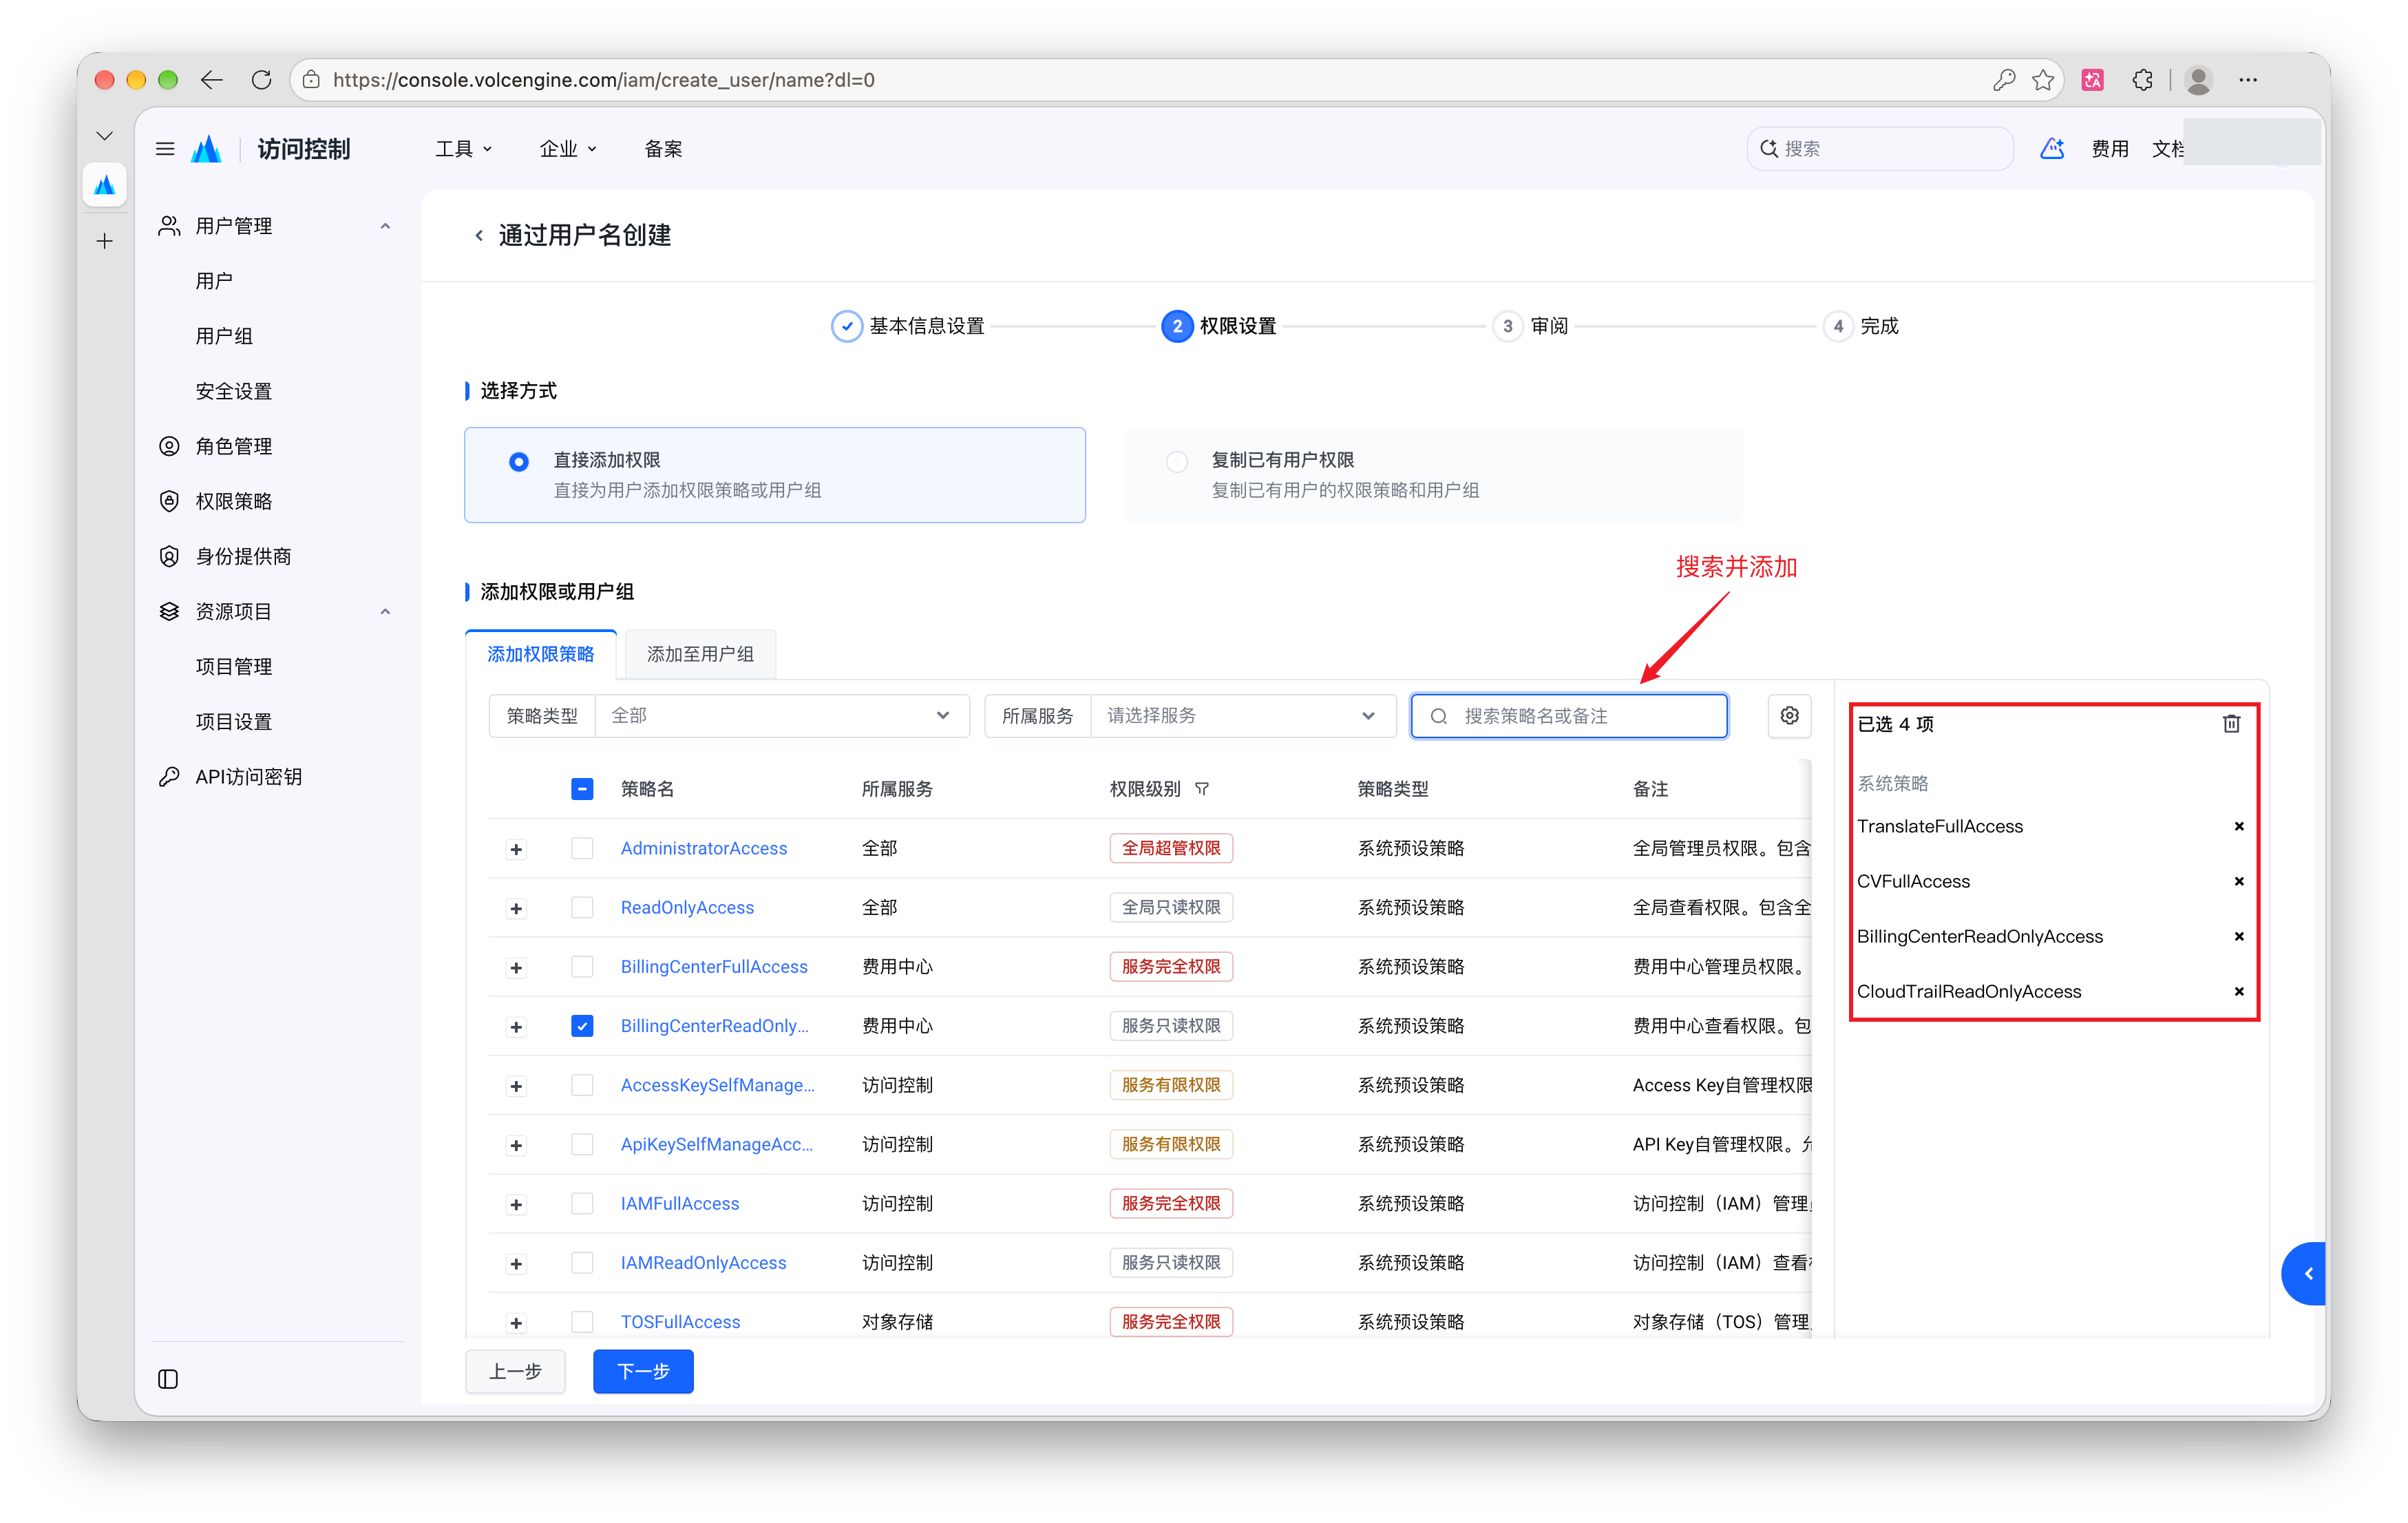 https://console.volcengine.com/iam/create_user/name?dl=0
访问控制
工具
企业
备案
搜索
费用
文档
用户管理
用户
用户组
安全设置
角色管理
权限策略
身份提供商
资源项目
项目管理
项目设置
API访问密钥
通过用户名创建
基本信息设置
2 权限设置
3 审阅
4 完成
选择方式
直接添加权限
直接为用户添加权限策略或用户组
复制已有用户权限
复制已有用户的权限策略和用户组
搜索并添加
添加权限或用户组
添加权限策略
添加至用户组
策略类型 全部
所属服务 请选择服务
搜索策略名或备注
策略名 所属服务 权限级别 策略类型 备注
AdministratorAccess 全部 全局超管权限 系统预设策略 全局管理员权限。包含
ReadOnlyAccess 全部 全局只读权限 系统预设策略 全局查看权限。包含全
BillingCenterFullAccess 费用中心 服务完全权限 系统预设策略 费用中心管理员权限。
BillingCenterReadOnly... 费用中心 服务只读权限 系统预设策略 费用中心查看权限。包
AccessKeySelfManage... 访问控制 服务有限权限 系统预设策略 Access Key自管理权限
ApiKeySelfManageAcc... 访问控制 服务有限权限 系统预设策略 API Key自管理权限。
IAMFullAccess 访问控制 服务完全权限 系统预设策略 访问控制（IAM）管理
IAMReadOnlyAccess 访问控制 服务只读权限 系统预设策略 访问控制（IAM）查看
TOSFullAccess 对象存储 服务完全权限 系统预设策略 对象存储（TOS）管理
已选 4 项
系统策略
TranslateFullAccess
CVFullAccess
BillingCenterReadOnlyAccess
CloudTrailReadOnlyAccess
上一步
下一步